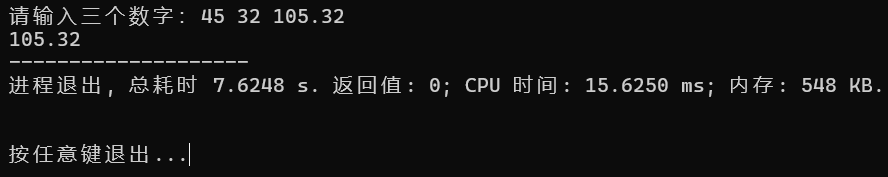 请输入三个数字: 45 32 105.32
105.32
--------------------
进程退出, 总耗时 7.6248 s. 返回值: 0; CPU 时间: 15.6250 ms; 内存: 548 KB.
按任意键退出...